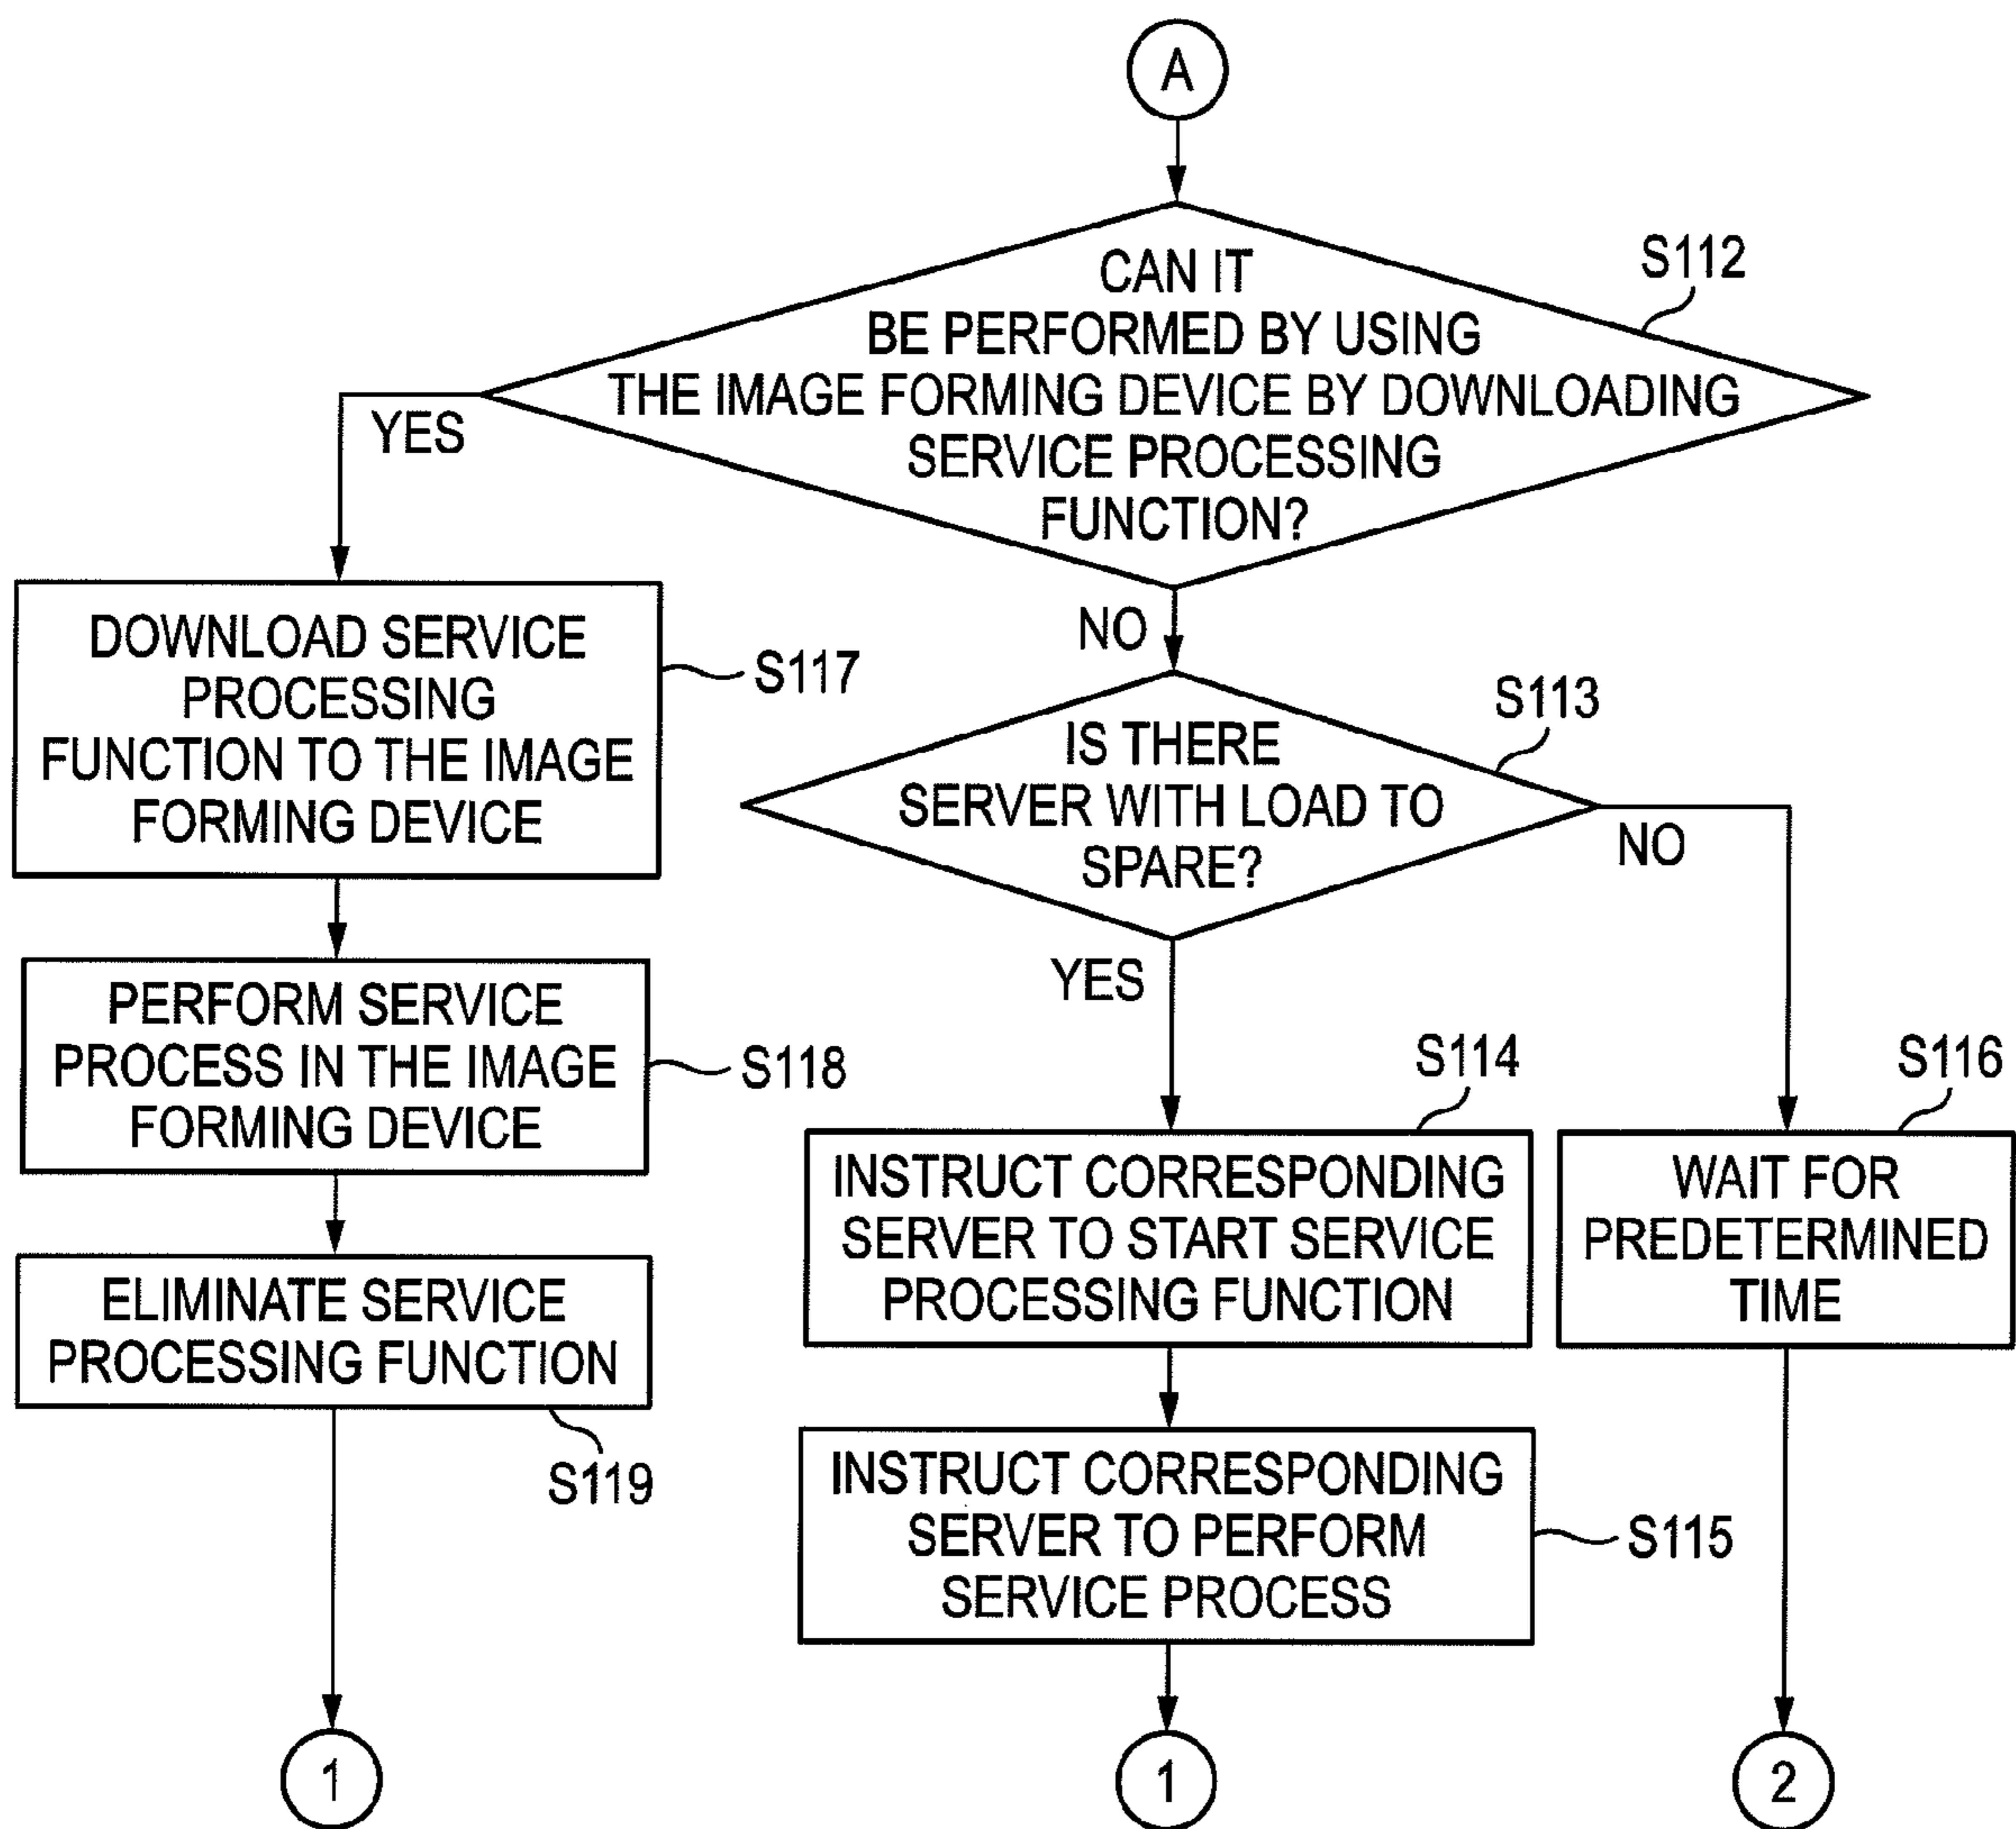 A
CAN IT
BE PERFORMED BY USING
THE IMAGE FORMING DEVICE BY DOWNLOADING
SERVICE PROCESSING
FUNCTION?
S112
YES
NO
DOWNLOAD SERVICE
PROCESSING
FUNCTION TO THE IMAGE
FORMING DEVICE
S117
IS THERE
SERVER WITH LOAD TO
SPARE?
S113
NO
YES
PERFORM SERVICE
PROCESS IN THE IMAGE
FORMING DEVICE
S118
INSTRUCT CORRESPONDING
SERVER TO START SERVICE
PROCESSING FUNCTION
S114
WAIT FOR
PREDETERMINED
TIME
S116
ELIMINATE SERVICE
PROCESSING FUNCTION
S119
INSTRUCT CORRESPONDING
SERVER TO PERFORM
SERVICE PROCESS
S115
1
1
2